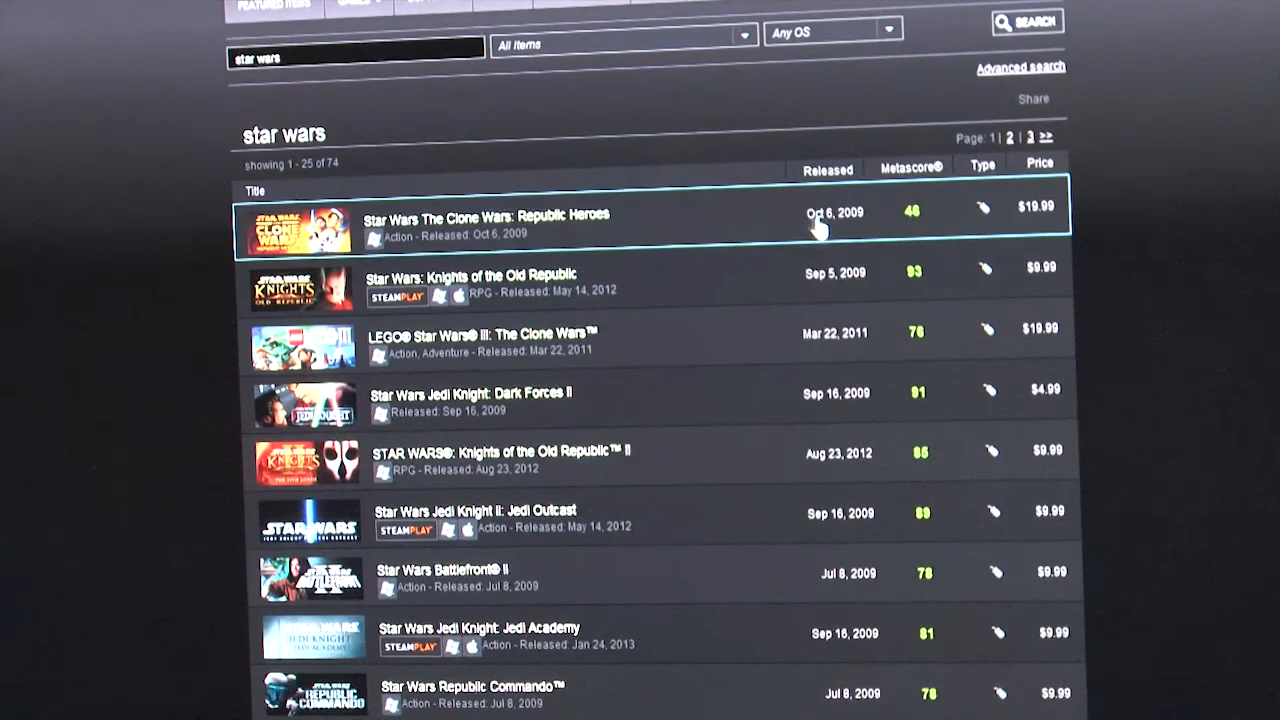 FEATURED ITEMS
star wars
All Items
Any OS
SEARCH
Advanced search
Share
star wars
Page: 1 | 2 | 3 >>
showing 1 - 25 of 74
Title Released Metascore® Type Price
Star Wars The Clone Wars: Republic Heroes Oct 6, 2009 46 $19.99
Action - Released: Oct 6, 2009
Star Wars: Knights of the Old Republic Sep 5, 2009 93 $9.99
STEAMPLAY RPG - Released: May 14, 2012
LEGO® Star Wars® III: The Clone Wars™ Mar 22, 2011 76 $19.99
Action, Adventure - Released: Mar 22, 2011
Star Wars Jedi Knight: Dark Forces II Sep 16, 2009 91 $4.99
Released: Sep 16, 2009
STAR WARS®: Knights of the Old Republic™ II Aug 23, 2012 85 $9.99
RPG - Released: Aug 23, 2012
Star Wars Jedi Knight II: Jedi Outcast Sep 16, 2009 89 $9.99
STEAMPLAY Action - Released: May 14, 2012
Star Wars Battlefront® II Jul 8, 2009 78 $9.99
Action - Released: Jul 8, 2009
Star Wars Jedi Knight: Jedi Academy Sep 16, 2009 81 $9.99
STEAMPLAY Action - Released: Jan 24, 2013
Star Wars Republic Commando™ Jul 8, 2009 78 $9.99
Action - Released: Jul 8, 2009